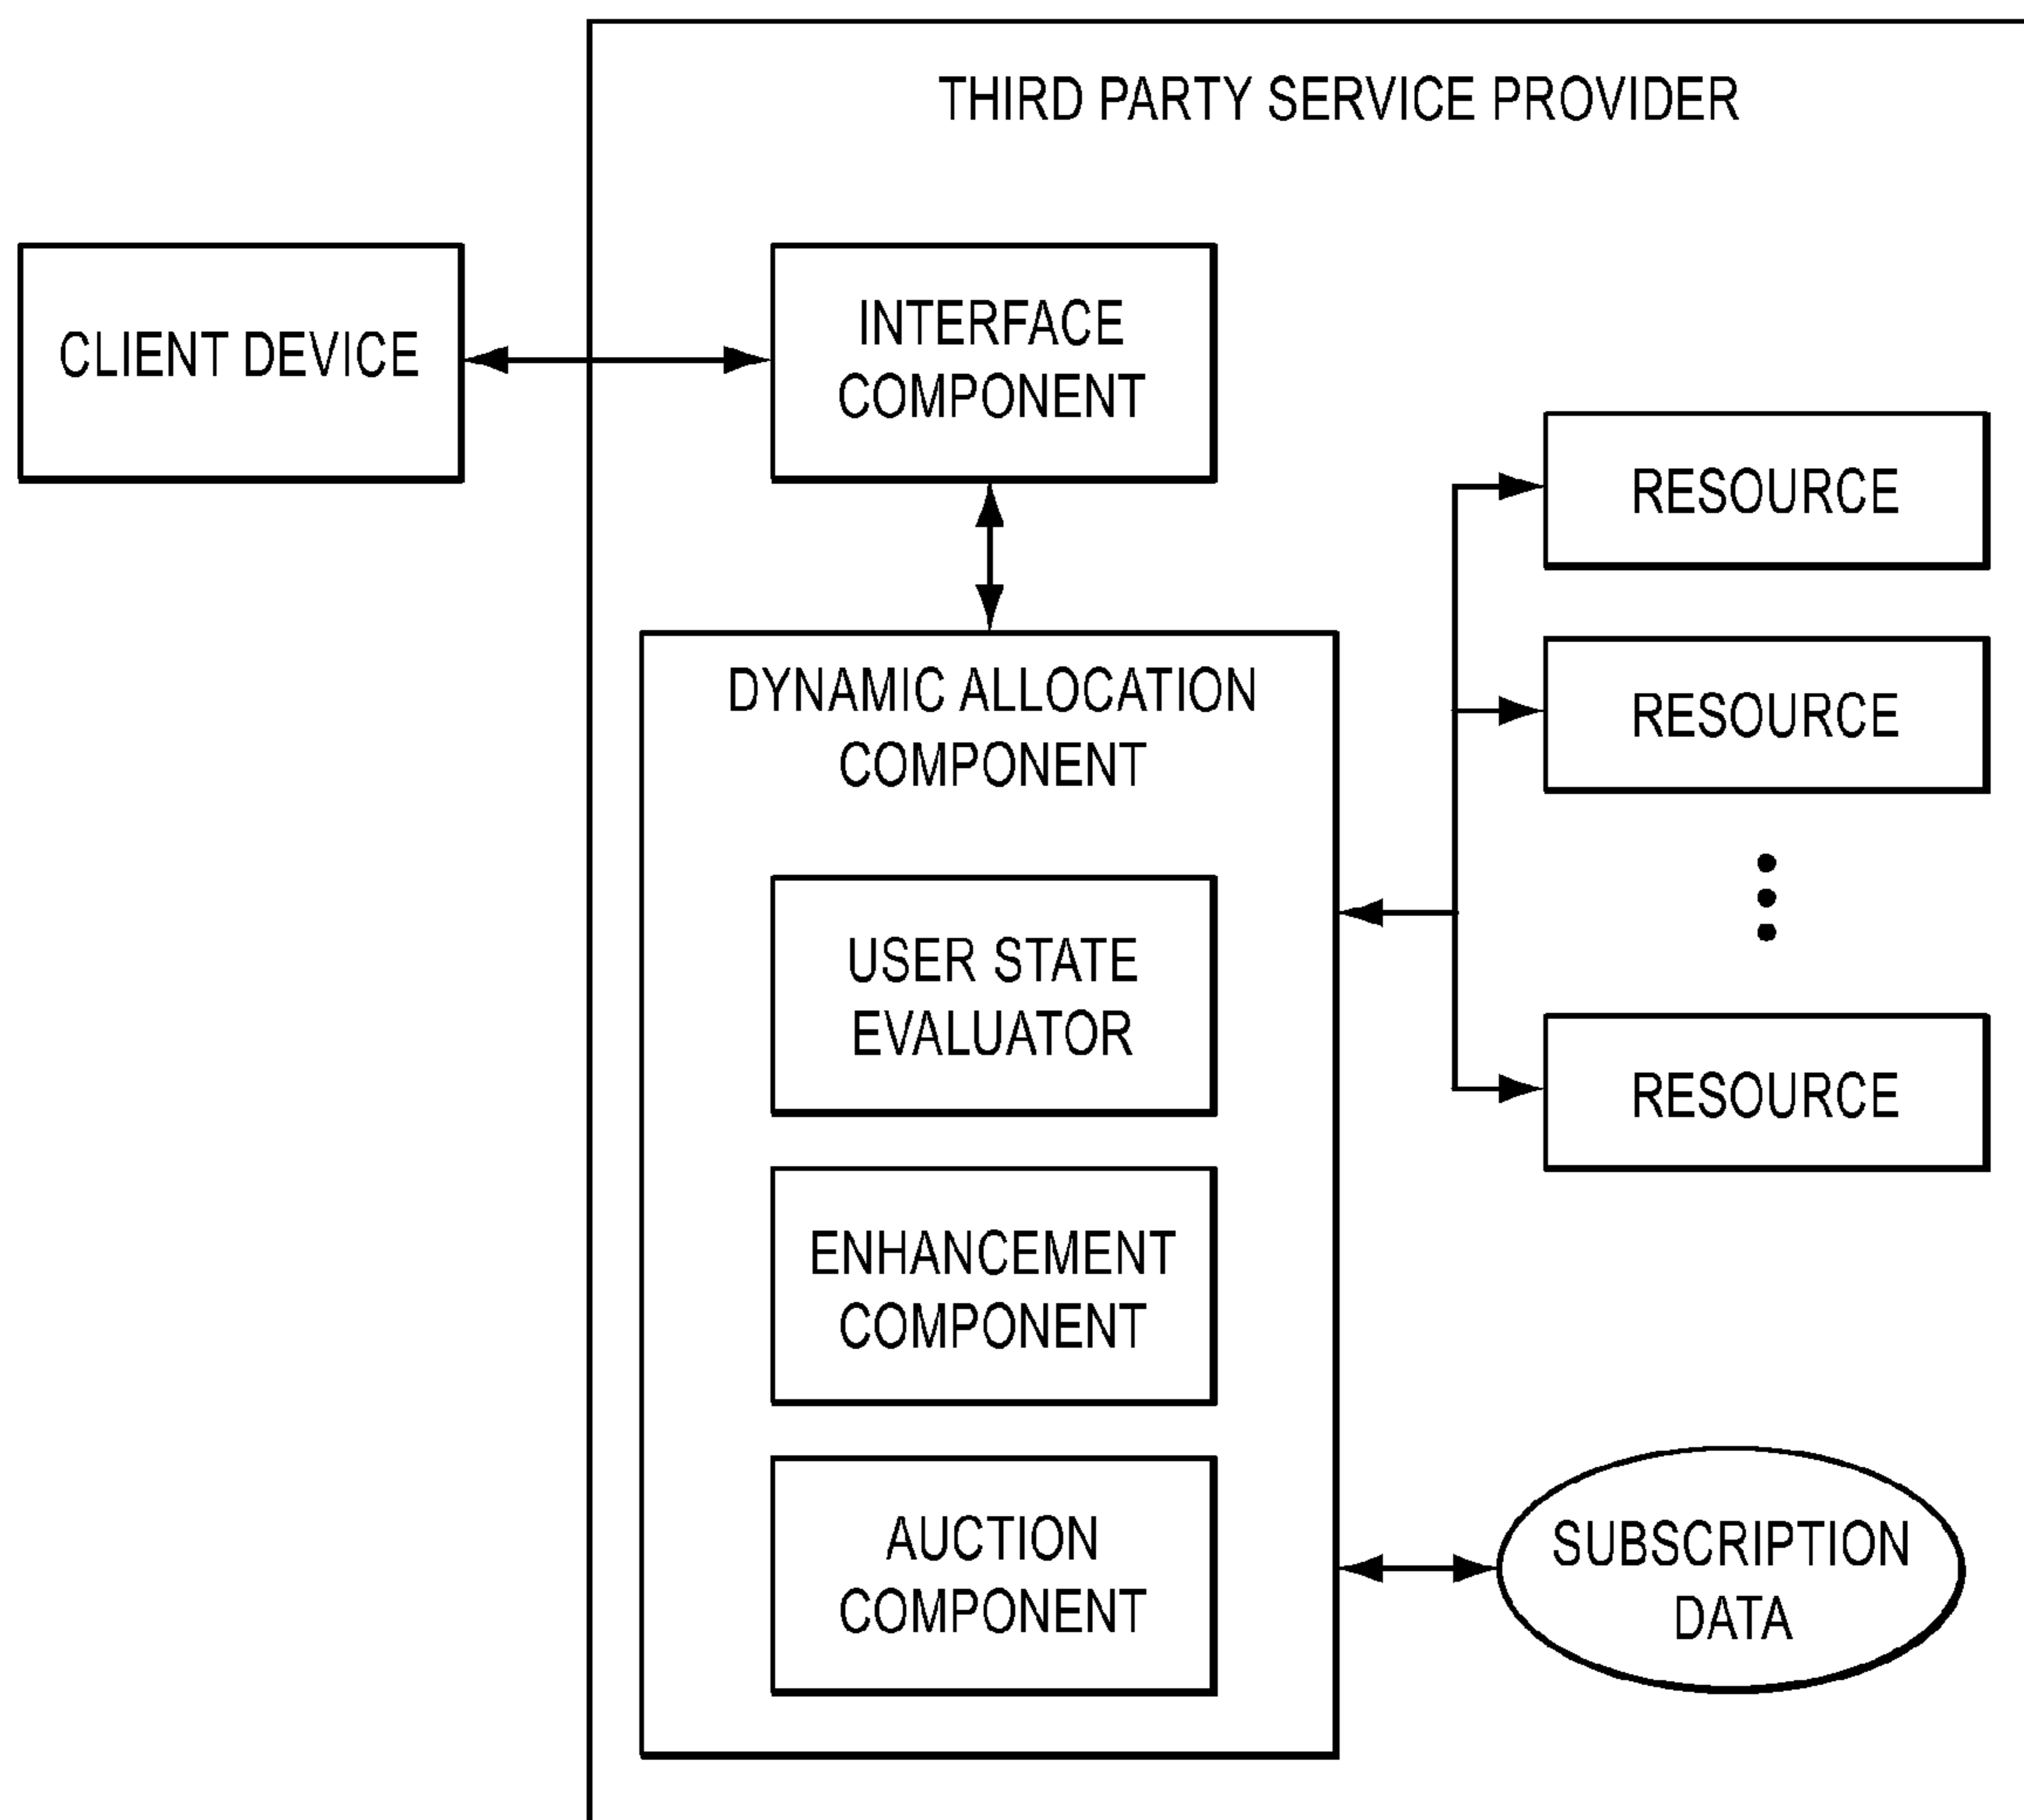 THIRD PARTY SERVICE PROVIDER
CLIENT DEVICE
INTERFACE
COMPONENT
RESOURCE
DYNAMIC ALLOCATION
COMPONENT
RESOURCE
USER STATE
EVALUATOR
RESOURCE
ENHANCEMENT
COMPONENT
AUCTION
COMPONENT
SUBSCRIPTION
DATA